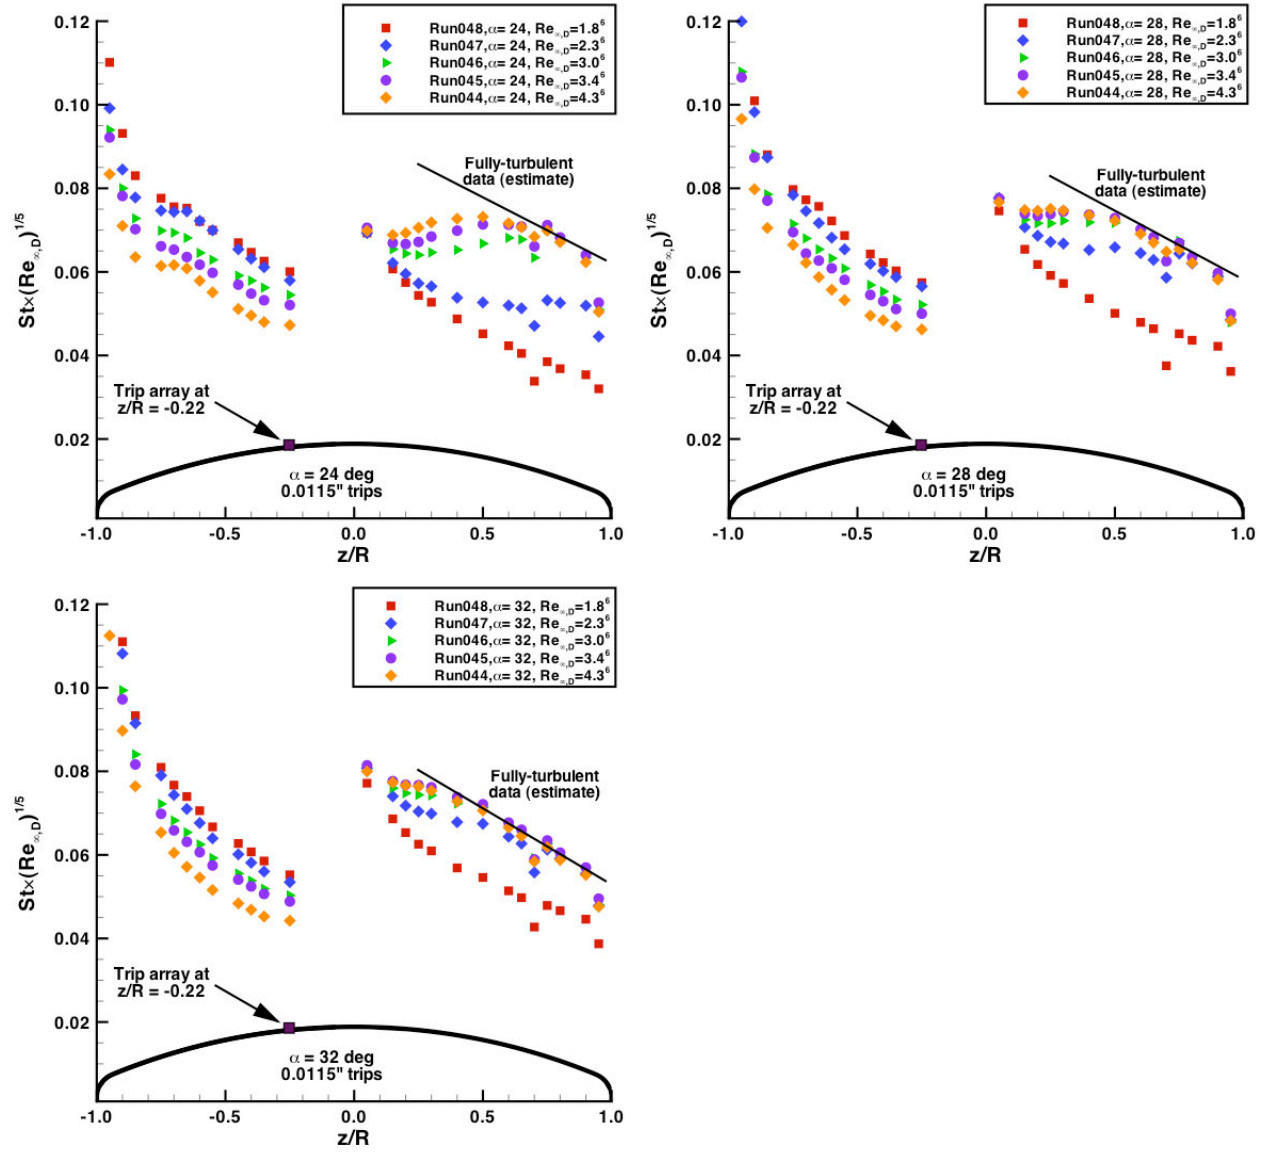 Run048,α= 24, Re∞,D=1.8⁶
Run047,α= 24, Re∞,D=2.3⁶
Run046,α= 24, Re∞,D=3.0⁶
Run045,α= 24, Re∞,D=3.4⁶
Run044,α= 24, Re∞,D=4.3⁶
0.12
0.10
0.08
0.06
0.04
0.02
St×(Re∞,D)1/5
Fully-turbulent
data (estimate)
Trip array at
z/R = -0.22
α = 24 deg
0.0115" trips
-1.0 -0.5 0.0 0.5 1.0
z/R
Run048,α= 28, Re∞,D=1.8⁶
Run047,α= 28, Re∞,D=2.3⁶
Run046,α= 28, Re∞,D=3.0⁶
Run045,α= 28, Re∞,D=3.4⁶
Run044,α= 28, Re∞,D=4.3⁶
0.12
0.10
0.08
0.06
0.04
0.02
St×(Re∞,D)1/5
Fully-turbulent
data (estimate)
Trip array at
z/R = -0.22
α = 28 deg
0.0115" trips
-1.0 -0.5 0.0 0.5 1.0
z/R
Run048,α= 32, Re∞,D=1.8⁶
Run047,α= 32, Re∞,D=2.3⁶
Run046,α= 32, Re∞,D=3.0⁶
Run045,α= 32, Re∞,D=3.4⁶
Run044,α= 32, Re∞,D=4.3⁶
0.12
0.10
0.08
0.06
0.04
0.02
St×(Re∞,D)1/5
Fully-turbulent
data (estimate)
Trip array at
z/R = -0.22
α = 32 deg
0.0115" trips
-1.0 -0.5 0.0 0.5 1.0
z/R